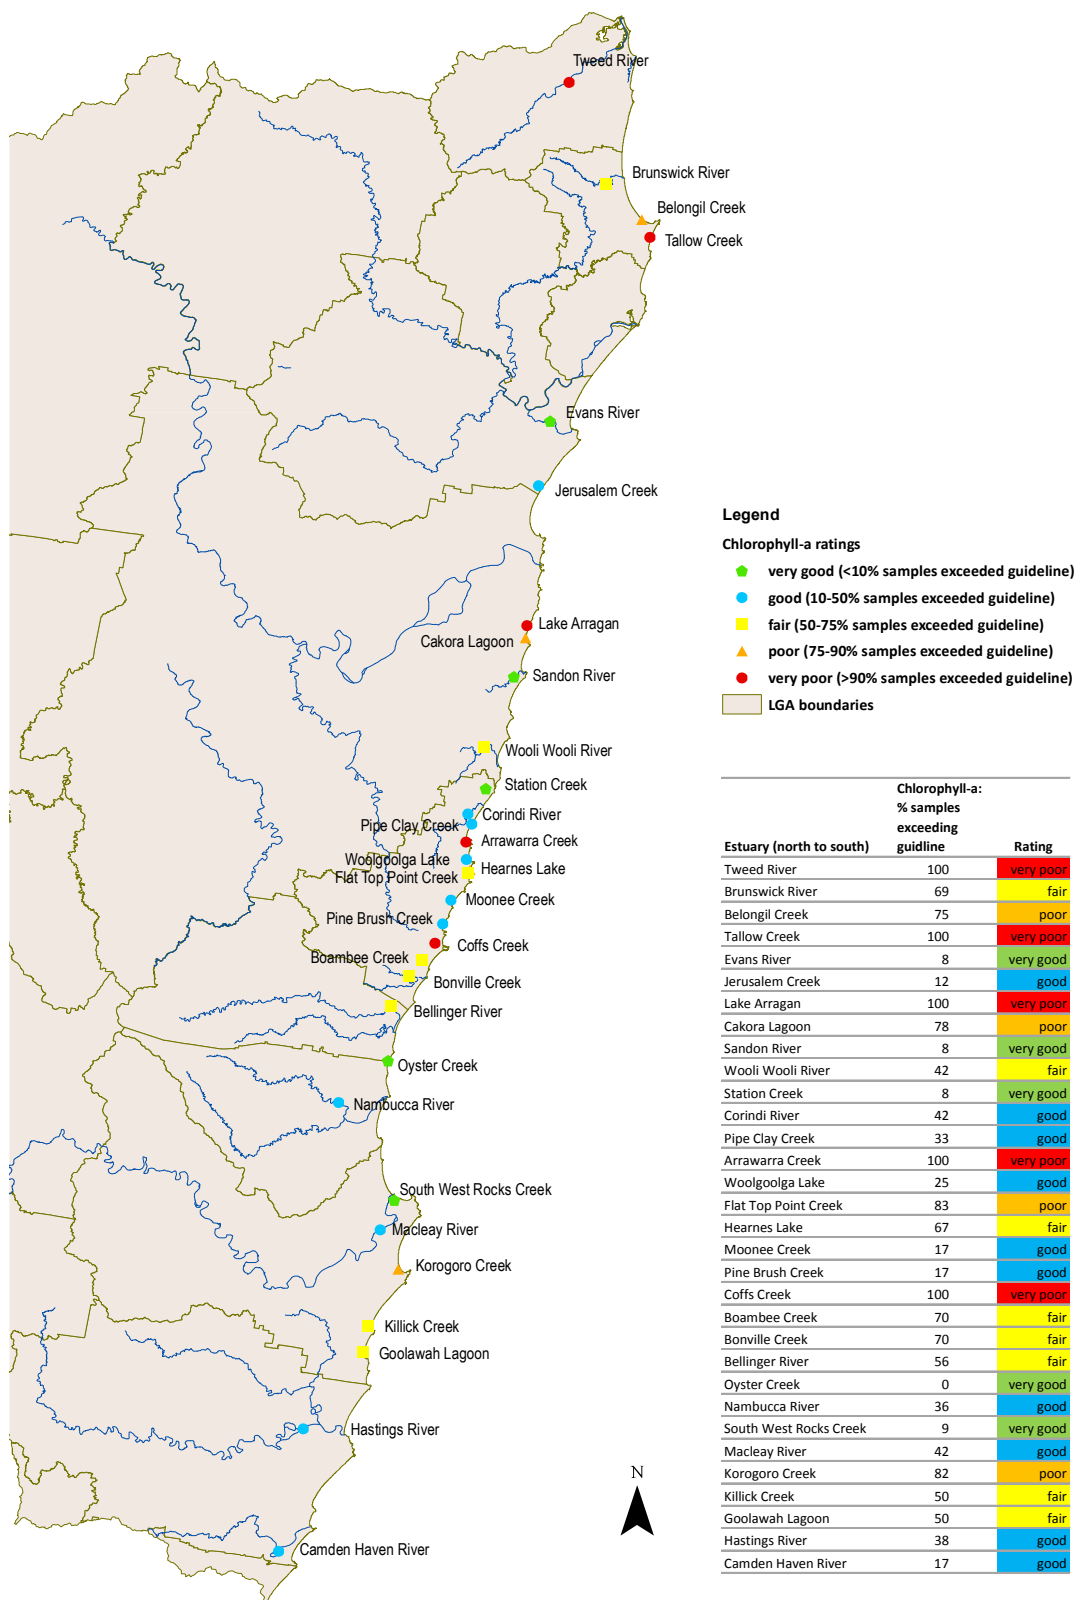 Tweed River
Brunswick River
Belongil Creek
Tallow Creek
Evans River
Jerusalem Creek
Lake Arragan
Cakora Lagoon
Sandon River
Wooli Wooli River
Station Creek
Corindi River
Pipe Clay Creek
Arrawarra Creek
Woolgoolga Lake
Hearnes Lake
Flat Top Point Creek
Moonee Creek
Pine Brush Creek
Coffs Creek
Boambee Creek
Bonville Creek
Bellinger River
Oyster Creek
Nambucca River
South West Rocks Creek
Macleay River
Korogoro Creek
Killick Creek
Goolawah Lagoon
Hastings River
Camden Haven River
N
Legend
Chlorophyll-a ratings
very good (<10% samples exceeded guideline)
good (10-50% samples exceeded guideline)
fair (50-75% samples exceeded guideline)
poor (75-90% samples exceeded guideline)
very poor (>90% samples exceeded guideline)
LGA boundaries
Chlorophyll-a:
% samples
exceeding
Estuary (north to south) guidline Rating
Tweed River 100 very poor
Brunswick River 69 fair
Belongil Creek 75 poor
Tallow Creek 100 very poor
Evans River 8 very good
Jerusalem Creek 12 good
Lake Arragan 100 very poor
Cakora Lagoon 78 poor
Sandon River 8 very good
Wooli Wooli River 42 fair
Station Creek 8 very good
Corindi River 42 good
Pipe Clay Creek 33 good
Arrawarra Creek 100 very poor
Woolgoolga Lake 25 good
Flat Top Point Creek 83 poor
Hearnes Lake 67 fair
Moonee Creek 17 good
Pine Brush Creek 17 good
Coffs Creek 100 very poor
Boambee Creek 70 fair
Bonville Creek 70 fair
Bellinger River 56 fair
Oyster Creek 0 very good
Nambucca River 36 good
South West Rocks Creek 9 very good
Macleay River 42 good
Korogoro Creek 82 poor
Killick Creek 50 fair
Goolawah Lagoon 50 fair
Hastings River 38 good
Camden Haven River 17 good